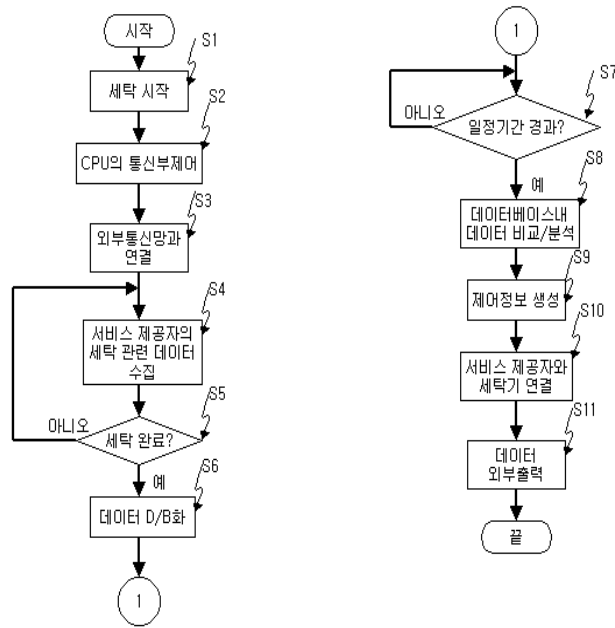 시작
S1
세탁 시작
S2
CPU의 통신부제어
S3
외부통신망과
연결
S4
서비스 제공자의
세탁 관련 데이터
수집
S5
아니오
세탁 완료?
S6
예
데이터 D/B화
1
1
S7
아니오
일정기간 경과?
S8
예
데이터베이스내
데이터 비교/분석
S9
제어정보 생성
S10
서비스 제공자와
세탁기 연결
S11
데이터
외부출력
끝